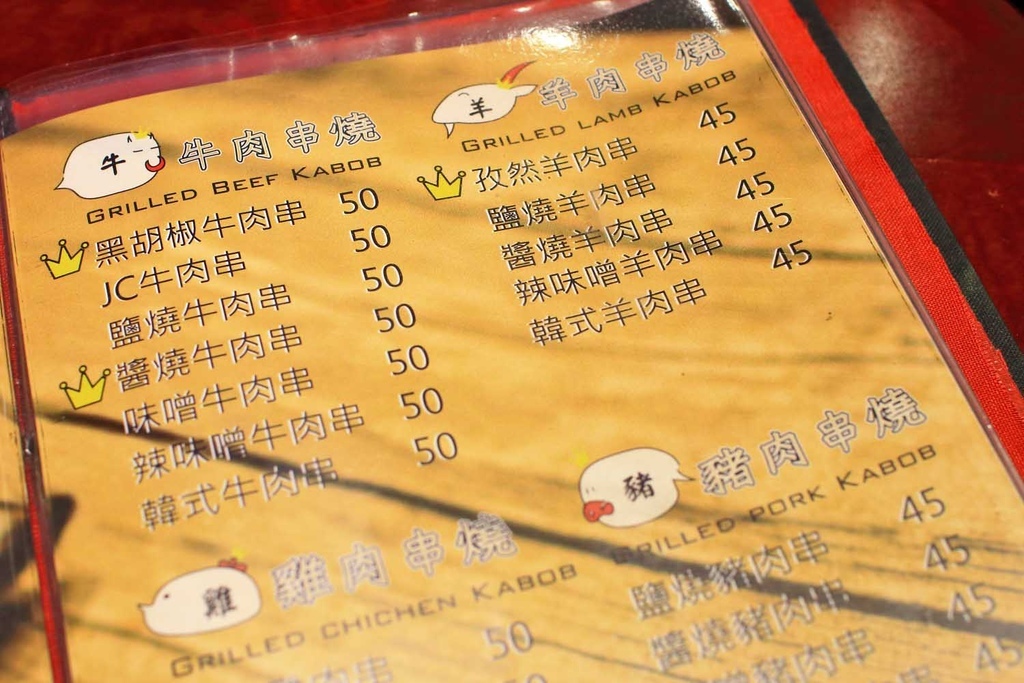 牛 牛肉串燒
GRILLED BEEF KABOB
黑胡椒牛肉串 50
JC牛肉串 50
鹽燒牛肉串 50
醬燒牛肉串 50
味噌牛肉串 50
辣味噌牛肉串 50
韓式牛肉串 50
羊 羊肉串燒
GRILLED LAMB KABOB
孜然羊肉串 45
鹽燒羊肉串 45
醬燒羊肉串 45
辣味噌羊肉串 45
韓式羊肉串 45
雞 雞肉串燒
GRILLED CHICHEN KABOB
50
豬 豬肉串燒
GRILLED PORK KABOB
鹽燒豬肉串 45
醬燒豬肉串 45
豬肉串 45
45